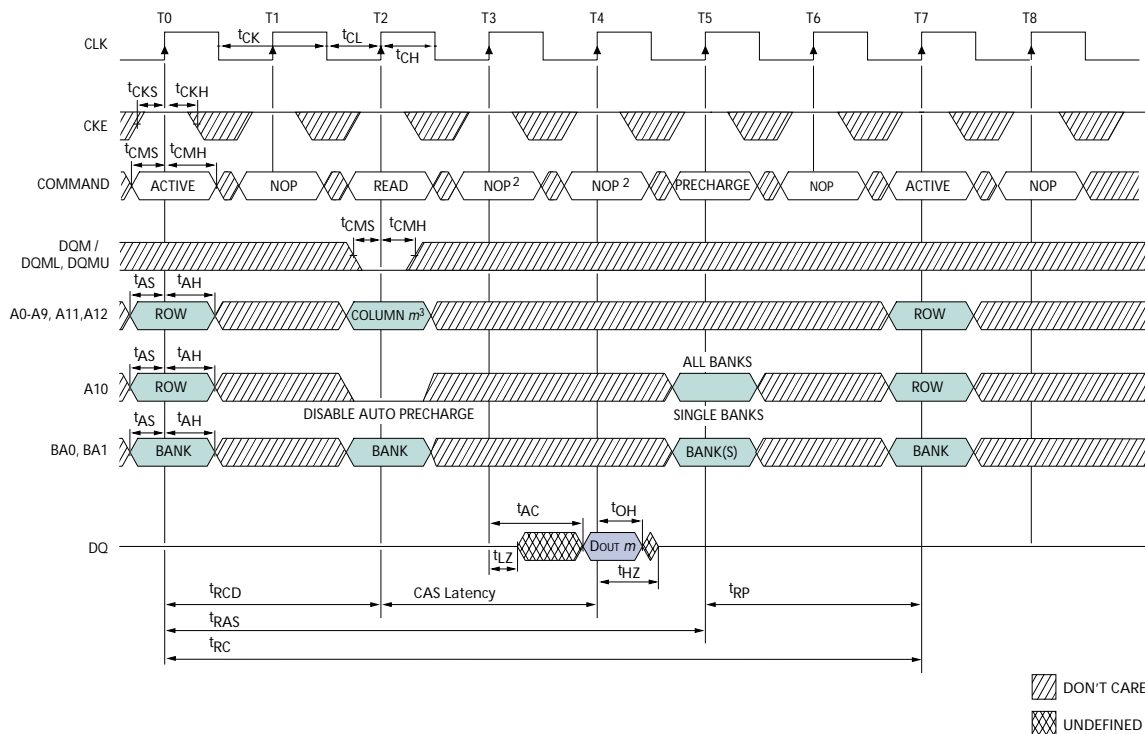 T0 T1 T2 T3 T4 T5 T6 T7 T8
CLK
tCK tCL tCH
tCKS tCKH
CKE
tCMS tCMH
COMMAND ACTIVE NOP READ NOP2 NOP2 PRECHARGE NOP ACTIVE NOP
tCMS tCMH
DQM /
DQML, DQMU
tAS tAH
A0-A9, A11,A12 ROW COLUMN m3 ROW
tAS tAH ALL BANKS
A10 ROW ROW
DISABLE AUTO PRECHARGE SINGLE BANKS
tAS tAH
BA0, BA1 BANK BANK BANK(S) BANK
tAC tOH
DQ DOUT m
tLZ tHZ
tRCD CAS Latency tRP
tRAS
tRC
DON'T CARE
UNDEFINED